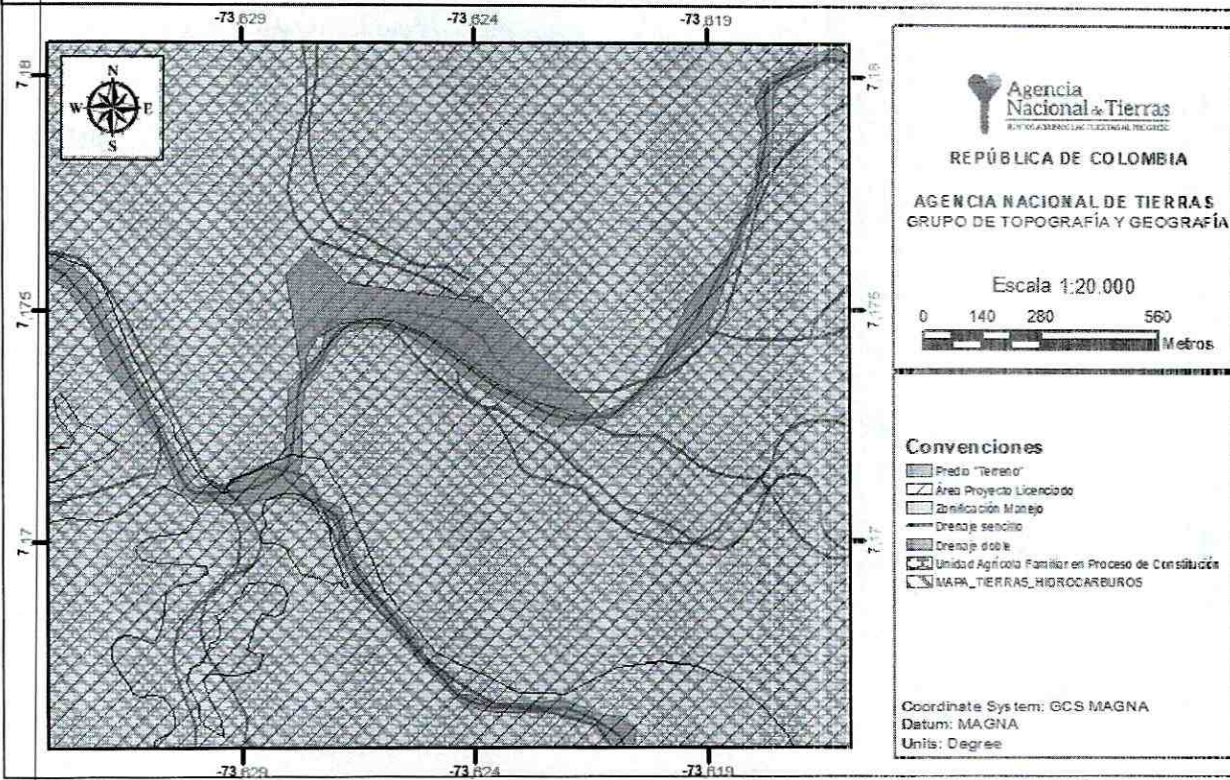 -73.629 -73.624 -73.619
7.18 7.18
N
W E
S
7.175 7.175
7.17 7.17
-73.629 -73.624 -73.619
Agencia
Nacional de Tierras
REPÚBLICA DE COLOMBIA
AGENCIA NACIONAL DE TIERRAS
GRUPO DE TOPOGRAFÍA Y GEOGRAFÍA
Escala 1:20.000
0 140 280 560
Metros
Convenciones
Predio "Terreno"
Área Proyecto Licenciado
Zonificación Manejo
Drenaje sencillo
Drenaje doble
Unidad Agrícola Familiar en Proceso de Constitución
MAPA_TIERRAS_HIDROCARBUROS
Coordinate System: GCS MAGNA
Datum: MAGNA
Units: Degree